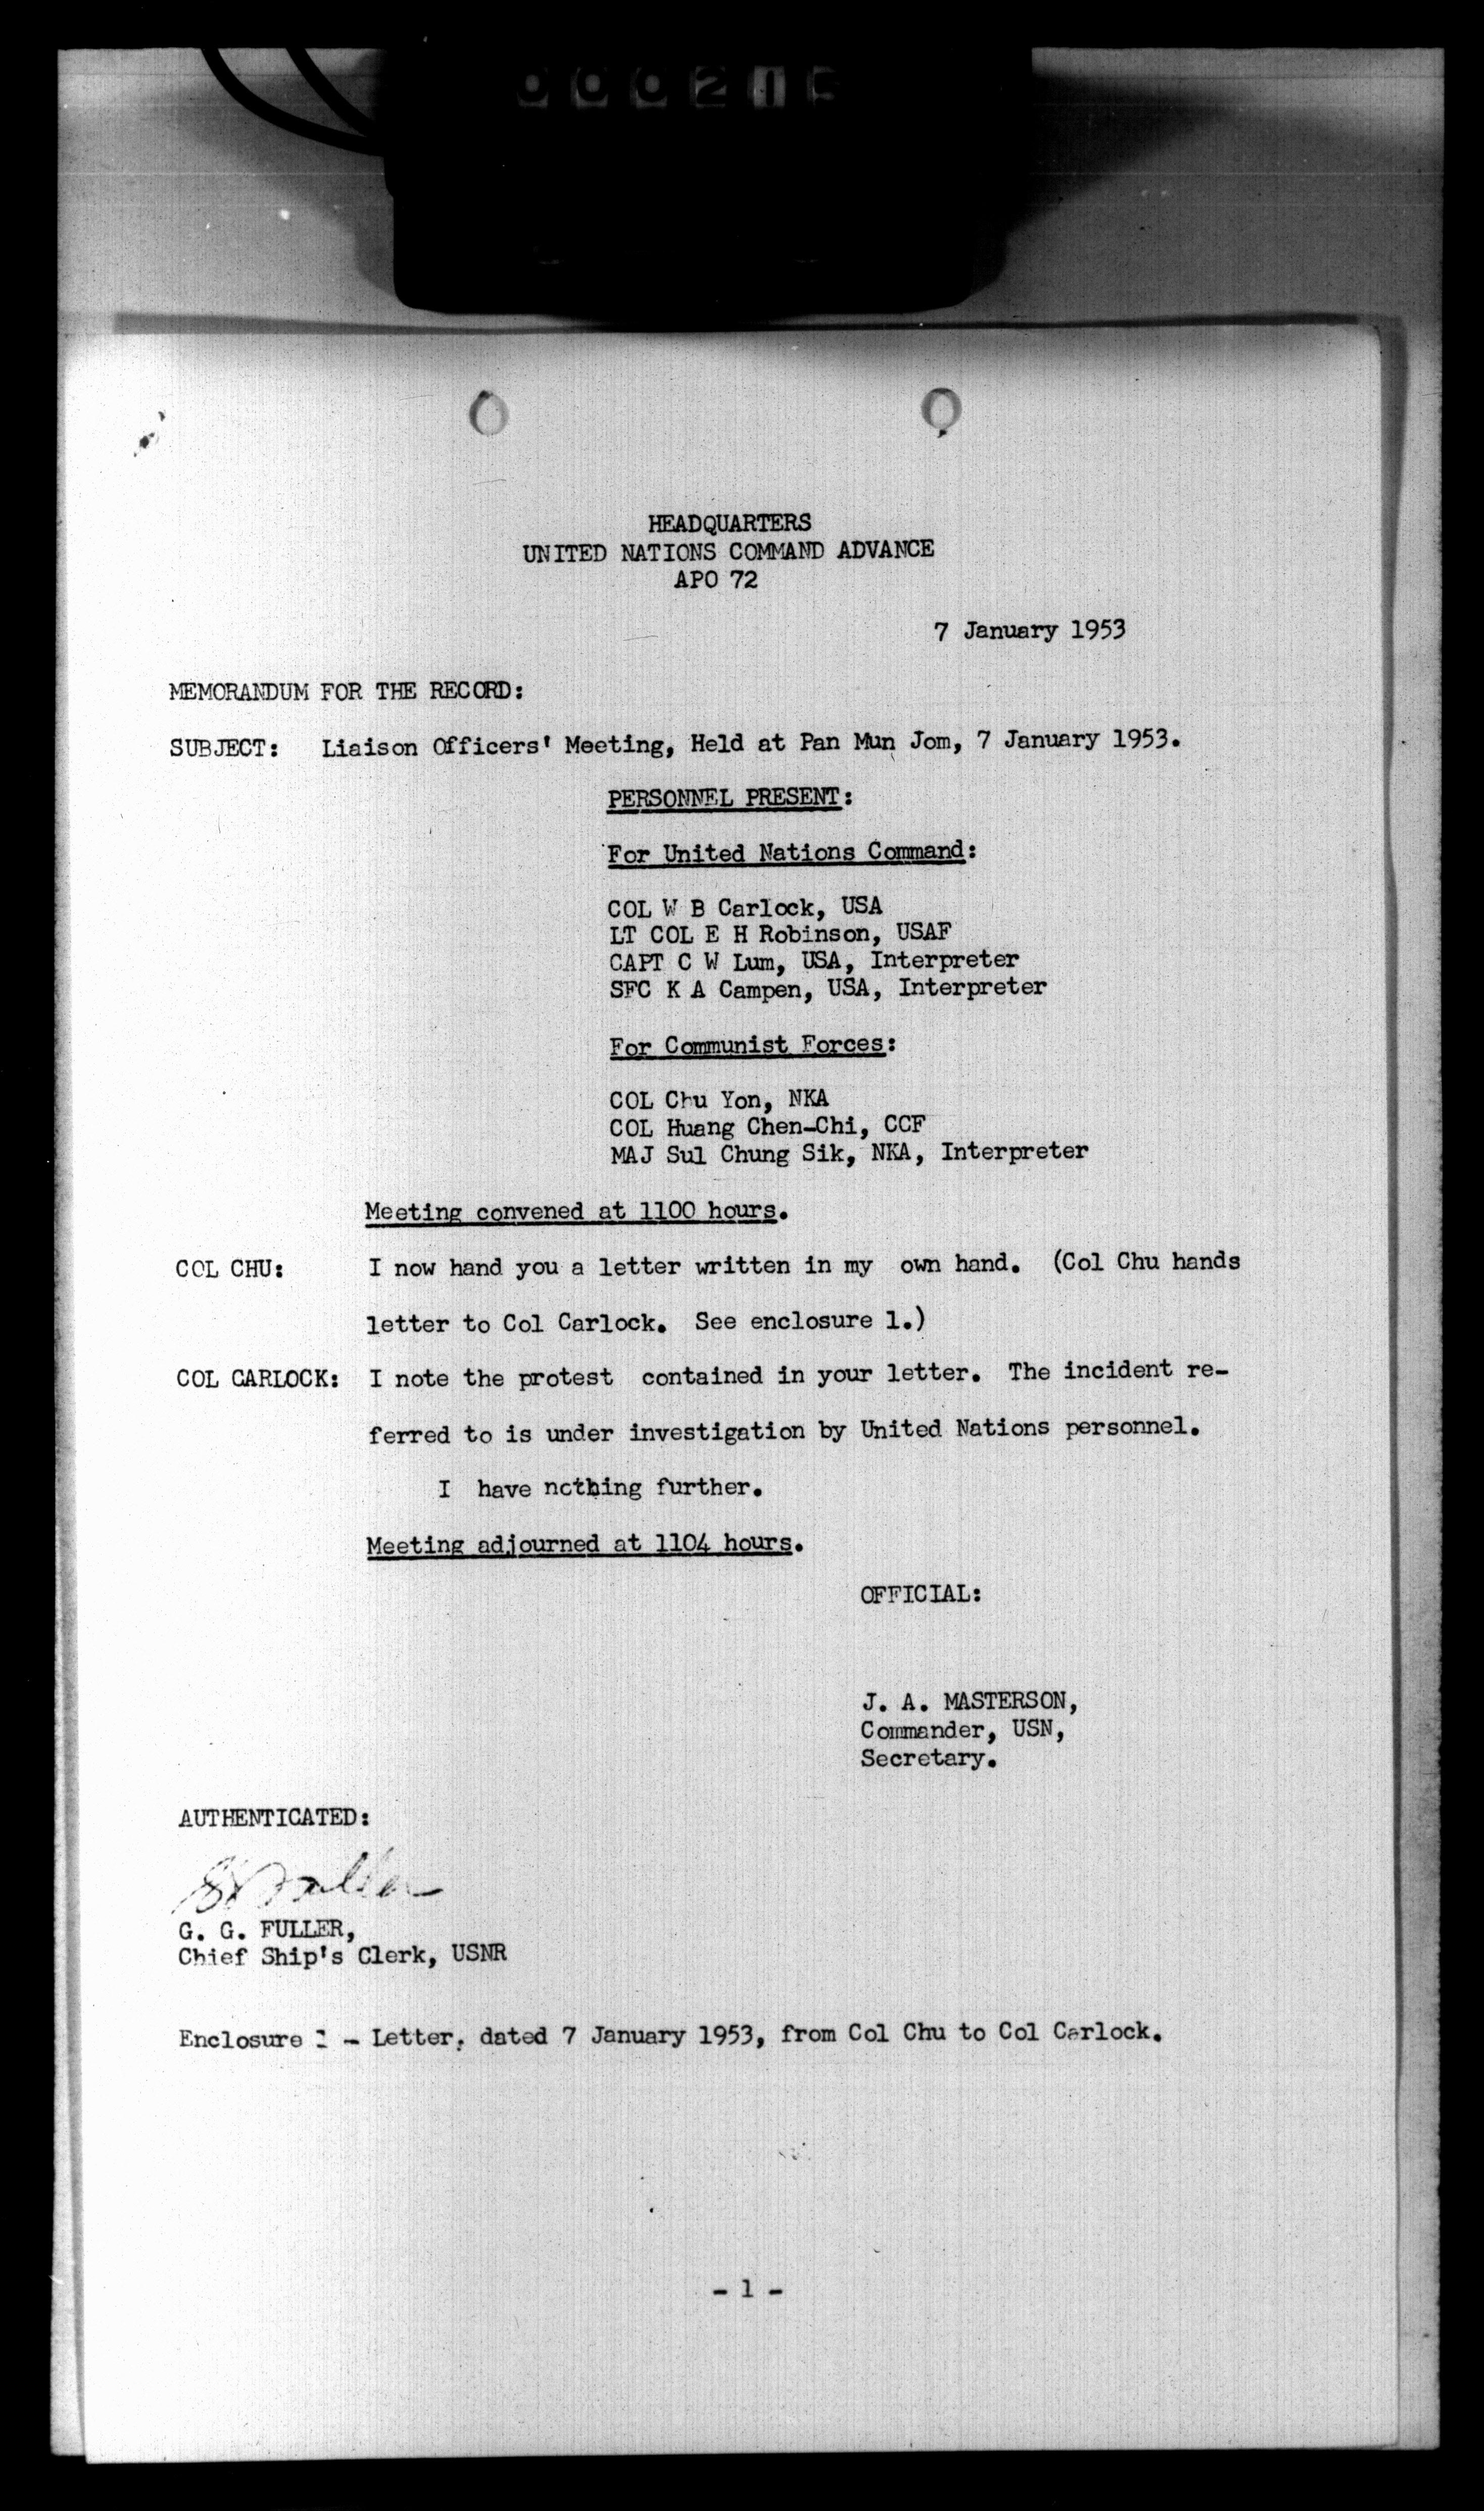 HEADQUARTERS
UNITED NATIONS COMMAND ADVANCE
APO 72
7 January 1953
MEMORANDUM FOR THE RECORD:
SUBJECT: Liaison Officers' Meeting, Held at Pan Mun Jom, 7 January 1953.
PERSONNEL PRESENT:
For United Nations Command:
COL W B Carlock, USA
LT COL E H Robinson, USAF
CAPT C W Lum, USA, Interpreter
SFC K A Campen, USA, Interpreter
For Communist Forces:
COL Chu Yon, NKA
COL Huang Chen-Chi, CCF
MAJ Sul Chung Sik, NKA, Interpreter
Meeting convened at 1100 hours.
COL CHU: I now hand you a letter written in my own hand. (Col Chu hands
letter to Col Carlock. See enclosure 1.)
COL CARLOCK: I note the protest contained in your letter. The incident re-
ferred to is under investigation by United Nations personnel.
I have nothing further.
Meeting adjourned at 1104 hours.
OFFICIAL:
J. A. MASTERSON,
Commander, USN,
Secretary.
AUTHENTICATED:
G. G. FULLER,
Chief Ship's Clerk, USNR
Enclosure - Letter, dated 7 January 1953, from Col Chu to Col Carlock.
- 1 -